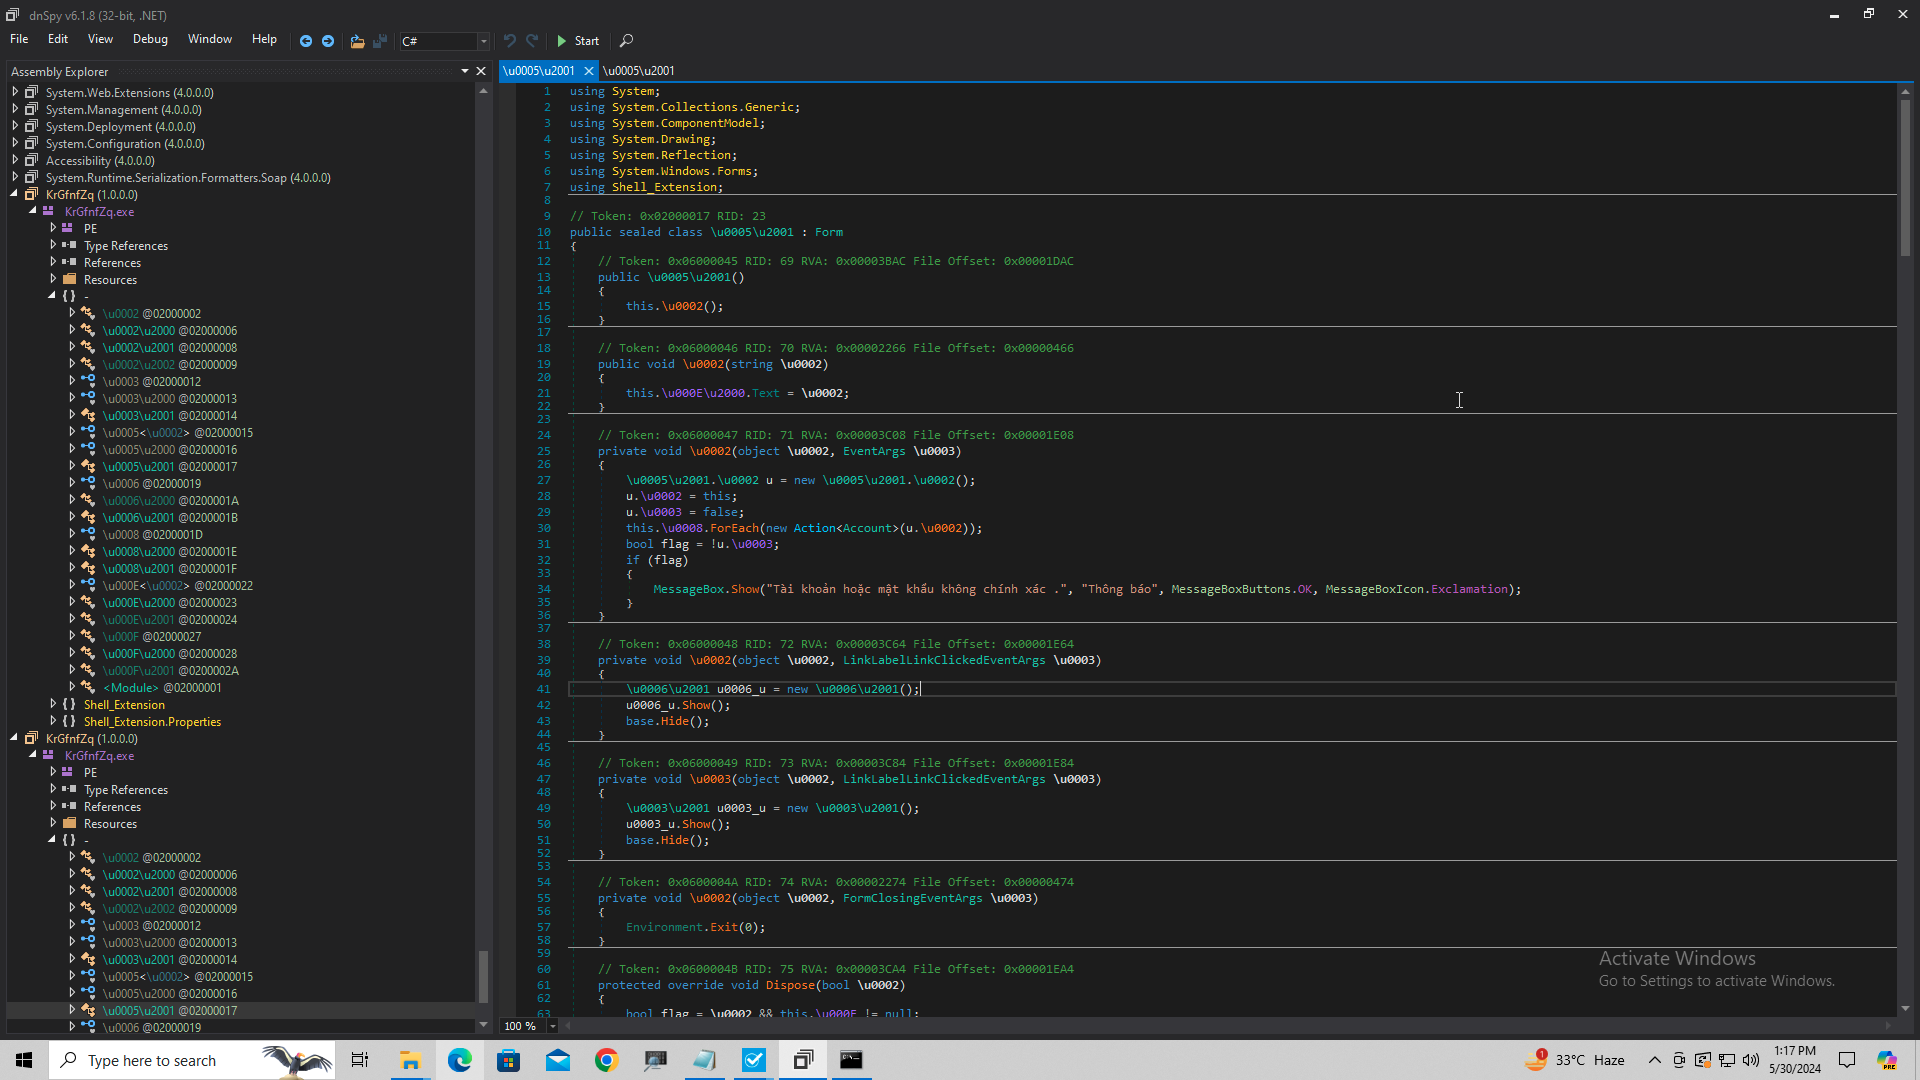 dnSpy v6.1.8 (32-bit, .NET)
File Edit View Debug Window Help C# Start
Assembly Explorer
System.Web.Extensions (4.0.0.0)
System.Management (4.0.0.0)
System.Deployment (4.0.0.0)
System.Configuration (4.0.0.0)
Accessibility (4.0.0.0)
System.Runtime.Serialization.Formatters.Soap (4.0.0.0)
KrGfnfZq (1.0.0.0)
KrGfnfZq.exe
PE
Type References
References
Resources
{} -
\u0002 @02000002
\u0002\u2000 @02000006
\u0002\u2001 @02000008
\u0002\u2002 @02000009
\u0003 @02000012
\u0003\u2000 @02000013
\u0003\u2001 @02000014
\u0005<\u0002> @02000015
\u0005\u2000 @02000016
\u0005\u2001 @02000017
\u0006 @02000019
\u0006\u2000 @0200001A
\u0006\u2001 @0200001B
\u0008 @0200001D
\u0008\u2000 @0200001E
\u0008\u2001 @0200001F
\u000E<\u0002> @02000022
\u000E\u2000 @02000023
\u000E\u2001 @02000024
\u000F @02000027
\u000F\u2000 @02000028
\u000F\u2001 @0200002A
<Module> @02000001
{} Shell_Extension
{} Shell_Extension.Properties
KrGfnfZq (1.0.0.0)
KrGfnfZq.exe
PE
Type References
References
Resources
{} -
\u0002 @02000002
\u0002\u2000 @02000006
\u0002\u2001 @02000008
\u0002\u2002 @02000009
\u0003 @02000012
\u0003\u2000 @02000013
\u0003\u2001 @02000014
\u0005<\u0002> @02000015
\u0005\u2000 @02000016
\u0005\u2001 @02000017
\u0006 @02000019
\u0005\u2001 \u0005\u2001
1 using System;
2 using System.Collections.Generic;
3 using System.ComponentModel;
4 using System.Drawing;
5 using System.Reflection;
6 using System.Windows.Forms;
7 using Shell_Extension;
8
9 // Token: 0x02000017 RID: 23
10 public sealed class \u0005\u2001 : Form
11 {
12 // Token: 0x06000045 RID: 69 RVA: 0x00003BAC File Offset: 0x00001DAC
13 public \u0005\u2001()
14 {
15 this.\u0002();
16 }
17
18 // Token: 0x06000046 RID: 70 RVA: 0x00002266 File Offset: 0x00000466
19 public void \u0002(string \u0002)
20 {
21 this.\u000E\u2000.Text = \u0002;
22 }
23
24 // Token: 0x06000047 RID: 71 RVA: 0x00003C08 File Offset: 0x00001E08
25 private void \u0002(object \u0002, EventArgs \u0003)
26 {
27 \u0005\u2001.\u0002 u = new \u0005\u2001.\u0002();
28 u.\u0002 = this;
29 u.\u0003 = false;
30 this.\u0008.ForEach(new Action<Account>(u.\u0002));
31 bool flag = !u.\u0003;
32 if (flag)
33 {
34 MessageBox.Show("Tài khoản hoặc mật khẩu không chính xác .", "Thông báo", MessageBoxButtons.OK, MessageBoxIcon.Exclamation);
35 }
36 }
37
38 // Token: 0x06000048 RID: 72 RVA: 0x00003C64 File Offset: 0x00001E64
39 private void \u0002(object \u0002, LinkLabelLinkClickedEventArgs \u0003)
40 {
41 \u0006\u2001 u0006_u = new \u0006\u2001();
42 u0006_u.Show();
43 base.Hide();
44 }
45
46 // Token: 0x06000049 RID: 73 RVA: 0x00003C84 File Offset: 0x00001E84
47 private void \u0003(object \u0002, LinkLabelLinkClickedEventArgs \u0003)
48 {
49 \u0003\u2001 u0003_u = new \u0003\u2001();
50 u0003_u.Show();
51 base.Hide();
52 }
53
54 // Token: 0x0600004A RID: 74 RVA: 0x00002274 File Offset: 0x00000474
55 private void \u0002(object \u0002, FormClosingEventArgs \u0003)
56 {
57 Environment.Exit(0);
58 }
59
60 // Token: 0x0600004B RID: 75 RVA: 0x00003CA4 File Offset: 0x00001EA4
61 protected override void Dispose(bool \u0002)
62 {
63 bool flag = \u0002 && this.\u000F != null;
100 %
Activate Windows
Go to Settings to activate Windows.
Type here to search
1
33°C Haze
PRE
1:17 PM
5/30/2024